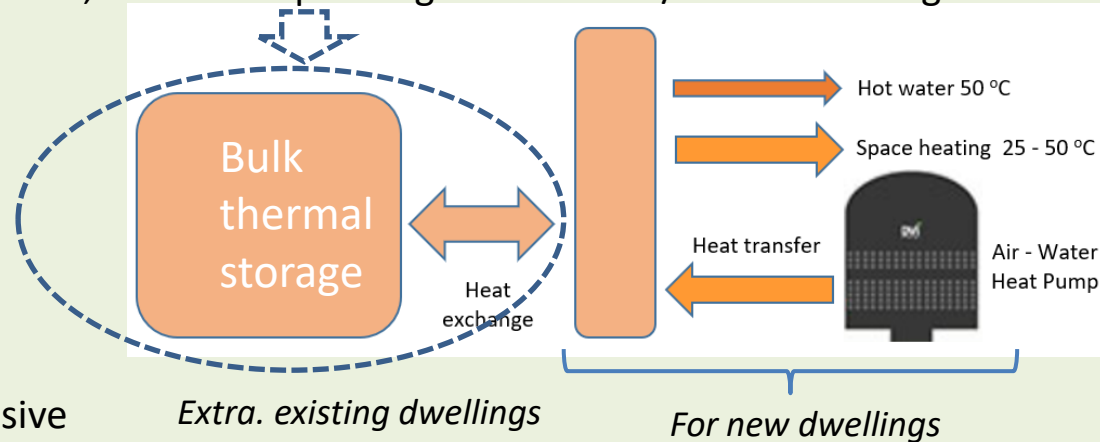 Bulk
thermal
storage
Heat
exchange
Hot water 50 °C
Space heating 25 - 50 °C
Heat transfer
Air - Water
Heat Pump
sive
Extra. existing dwellings
For new dwellings